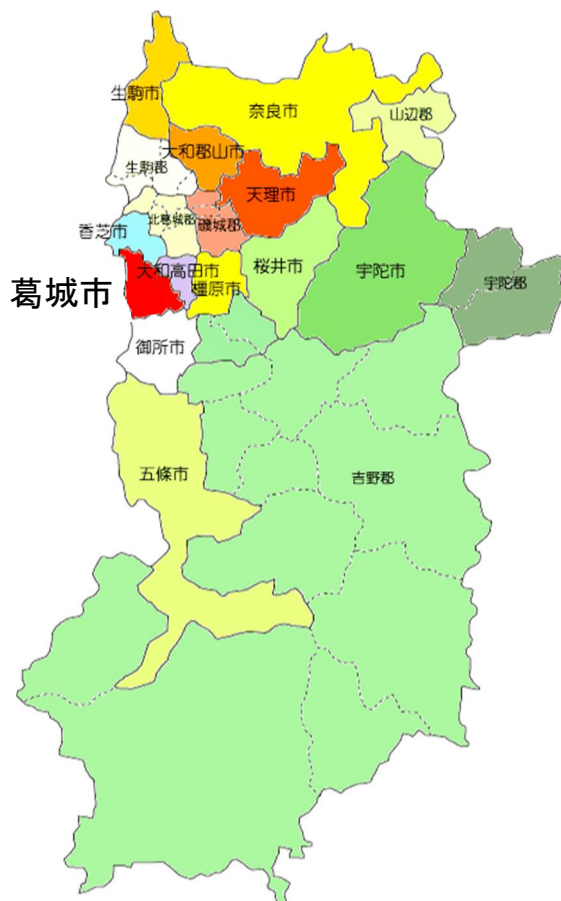 生駒市
奈良市
山辺郡
大和郡山市
生駒郡
天理市
北葛城郡
磯城郡
香芝市
桜井市
宇陀市
大和高田市
橿原市
宇陀郡
葛城市
御所市
五條市
吉野郡